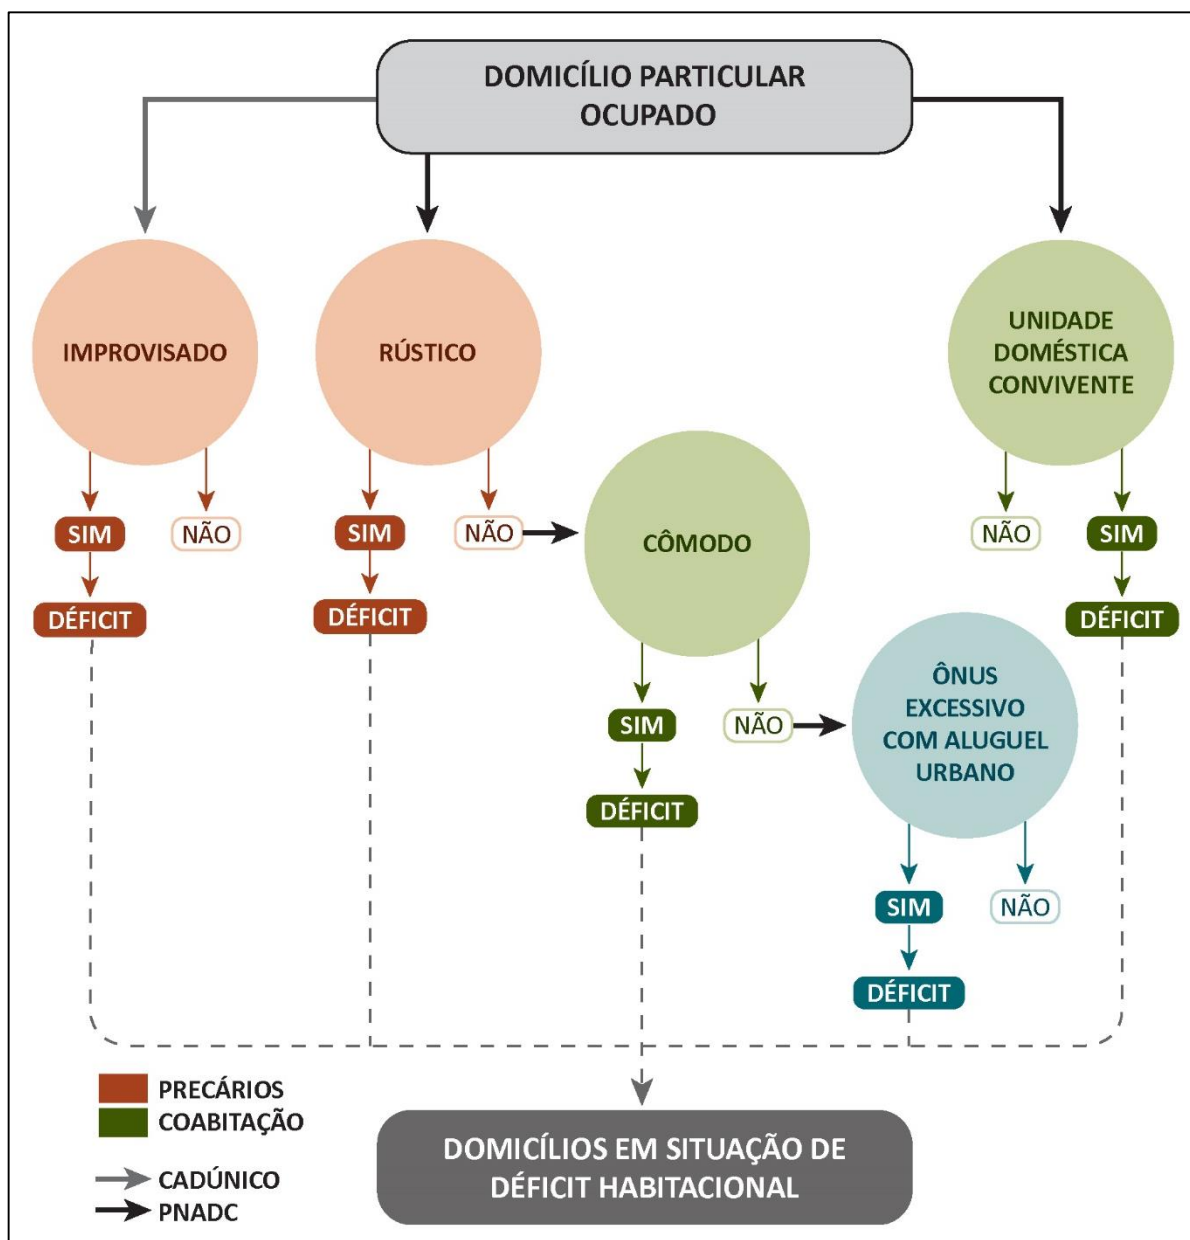 DOMICÍLIO PARTICULAR
OCUPADO
IMPROVISADO
RÚSTICO
UNIDADE
DOMÉSTICA
CONVIVENTE
SIM
NÃO
DÉFICIT
SIM
NÃO
DÉFICIT
CÔMODO
NÃO
SIM
DÉFICIT
SIM
NÃO
DÉFICIT
ÔNUS
EXCESSIVO
COM ALUGUEL
URBANO
SIM
NÃO
DÉFICIT
PRECÁRIOS
COABITAÇÃO
CADÚNICO
PNADC
DOMICÍLIOS EM SITUAÇÃO DE
DÉFICIT HABITACIONAL